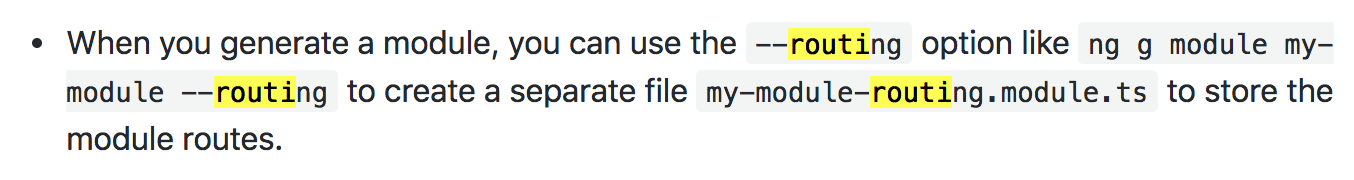 • When you generate a module, you can use the --routing option like ng g module my-
module --routing to create a separate file my-module-routing.module.ts to store the
module routes.